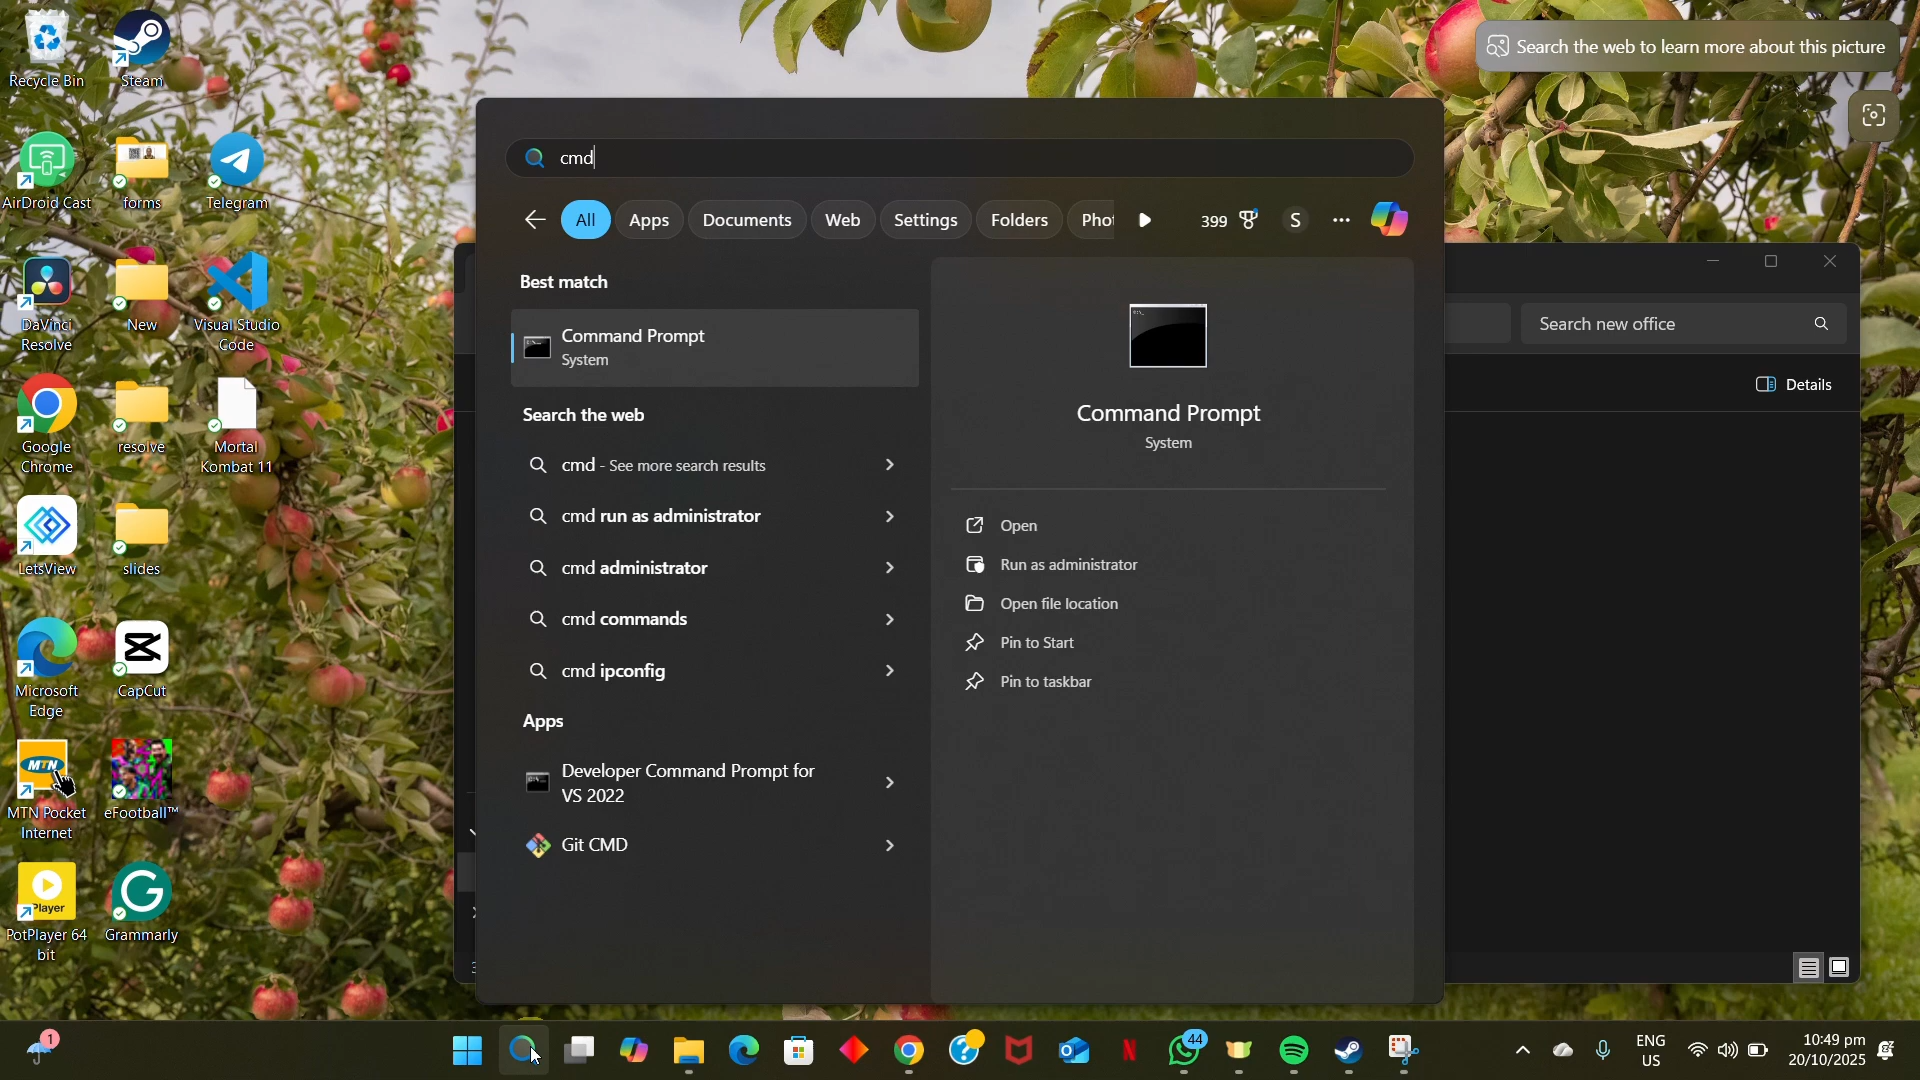 Recycle Bin
Steam
AirDroid Cast
forms
Telegram
DaVinci
Resolve
New
Visual Studio
Code
Google
Chrome
resolve
Mortal
Kombat 11
LetsView
slides
Microsoft
Edge
CapCut
MTN
MTN Pocket
Internet
eFootball™
Player
PotPlayer 64
bit
Grammarly
Search the web to learn more about this picture
cmd
All
Apps
Documents
Web
Settings
Folders
Phot
399
S
Best match
Command Prompt
System
Search the web
cmd - See more search results
cmd run as administrator
cmd administrator
cmd commands
cmd ipconfig
Apps
Developer Command Prompt for
VS 2022
Git CMD
Command Prompt
System
Open
Run as administrator
Open file location
Pin to Start
Pin to taskbar
Search new office
Details
1
44
ENG
US
10:49 pm
20/10/2025